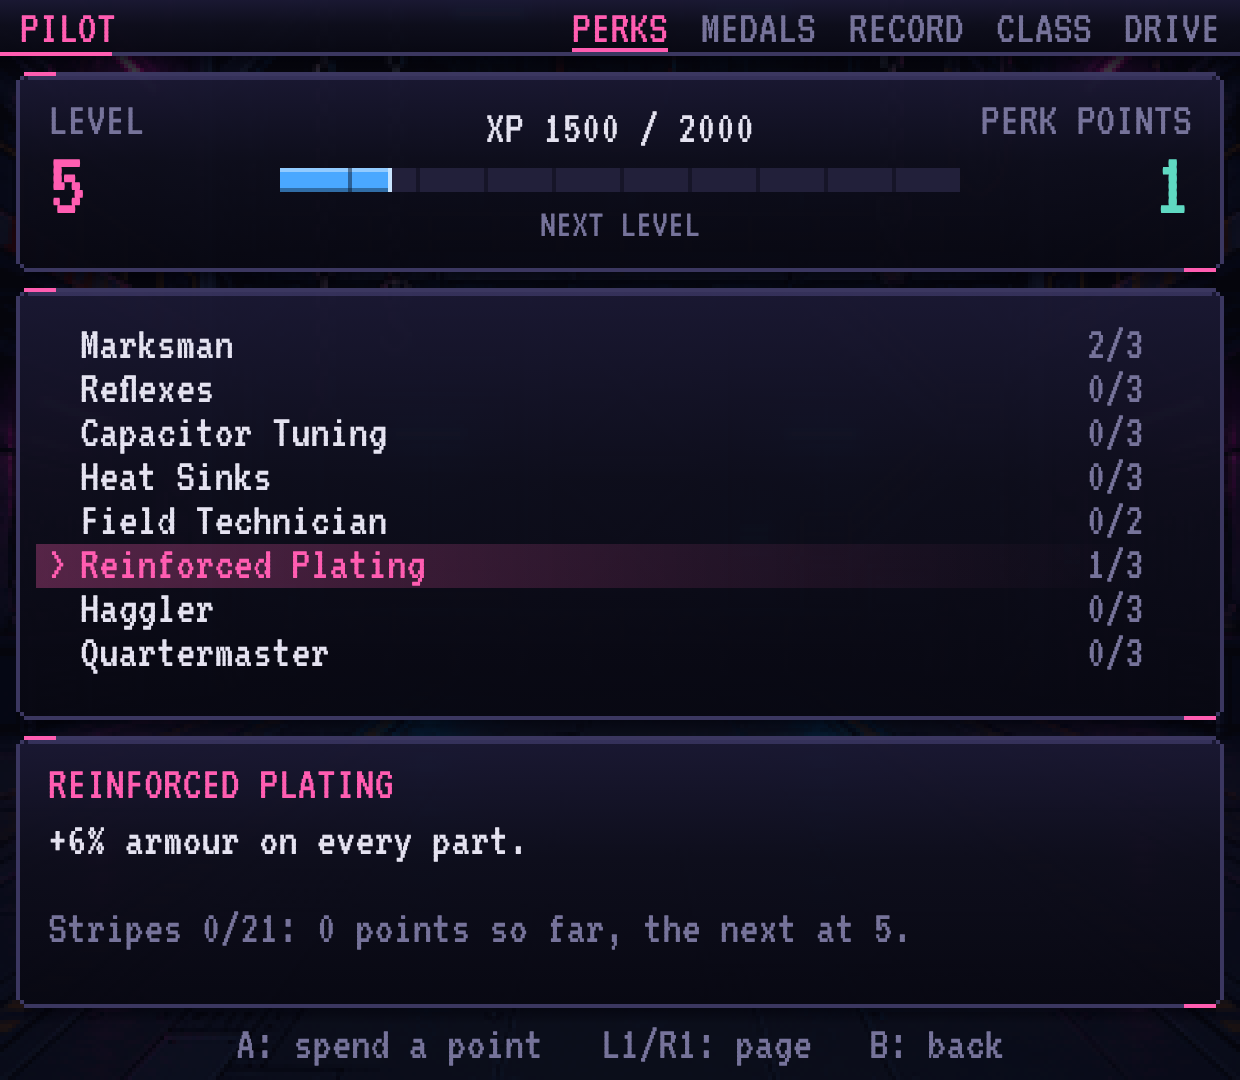 PILOT PERKS MEDALS RECORD CLASS DRIVE
LEVEL XP 1500 / 2000 PERK POINTS
5 1
NEXT LEVEL
Marksman 2/3
Reflexes 0/3
Capacitor Tuning 0/3
Heat Sinks 0/3
Field Technician 0/2
> Reinforced Plating 1/3
Haggler 0/3
Quartermaster 0/3
REINFORCED PLATING
+6% armour on every part.
Stripes 0/21: 0 points so far, the next at 5.
A: spend a point L1/R1: page B: back